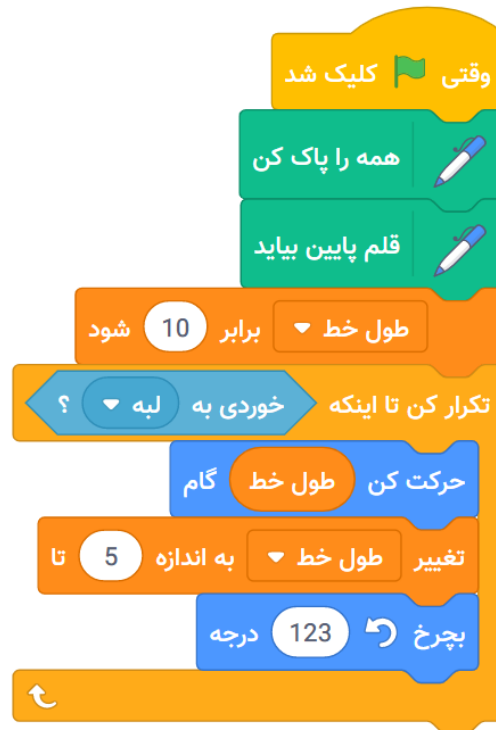 وقتی کلیک شد
همه را پاک کن
قلم پایین بیاید
طول خط برابر 10 شود
تکرار کن تا اینکه خوردی به لبه ؟
حرکت کن طول خط گام
تغییر طول خط به اندازه 5 تا
بچرخ 123 درجه